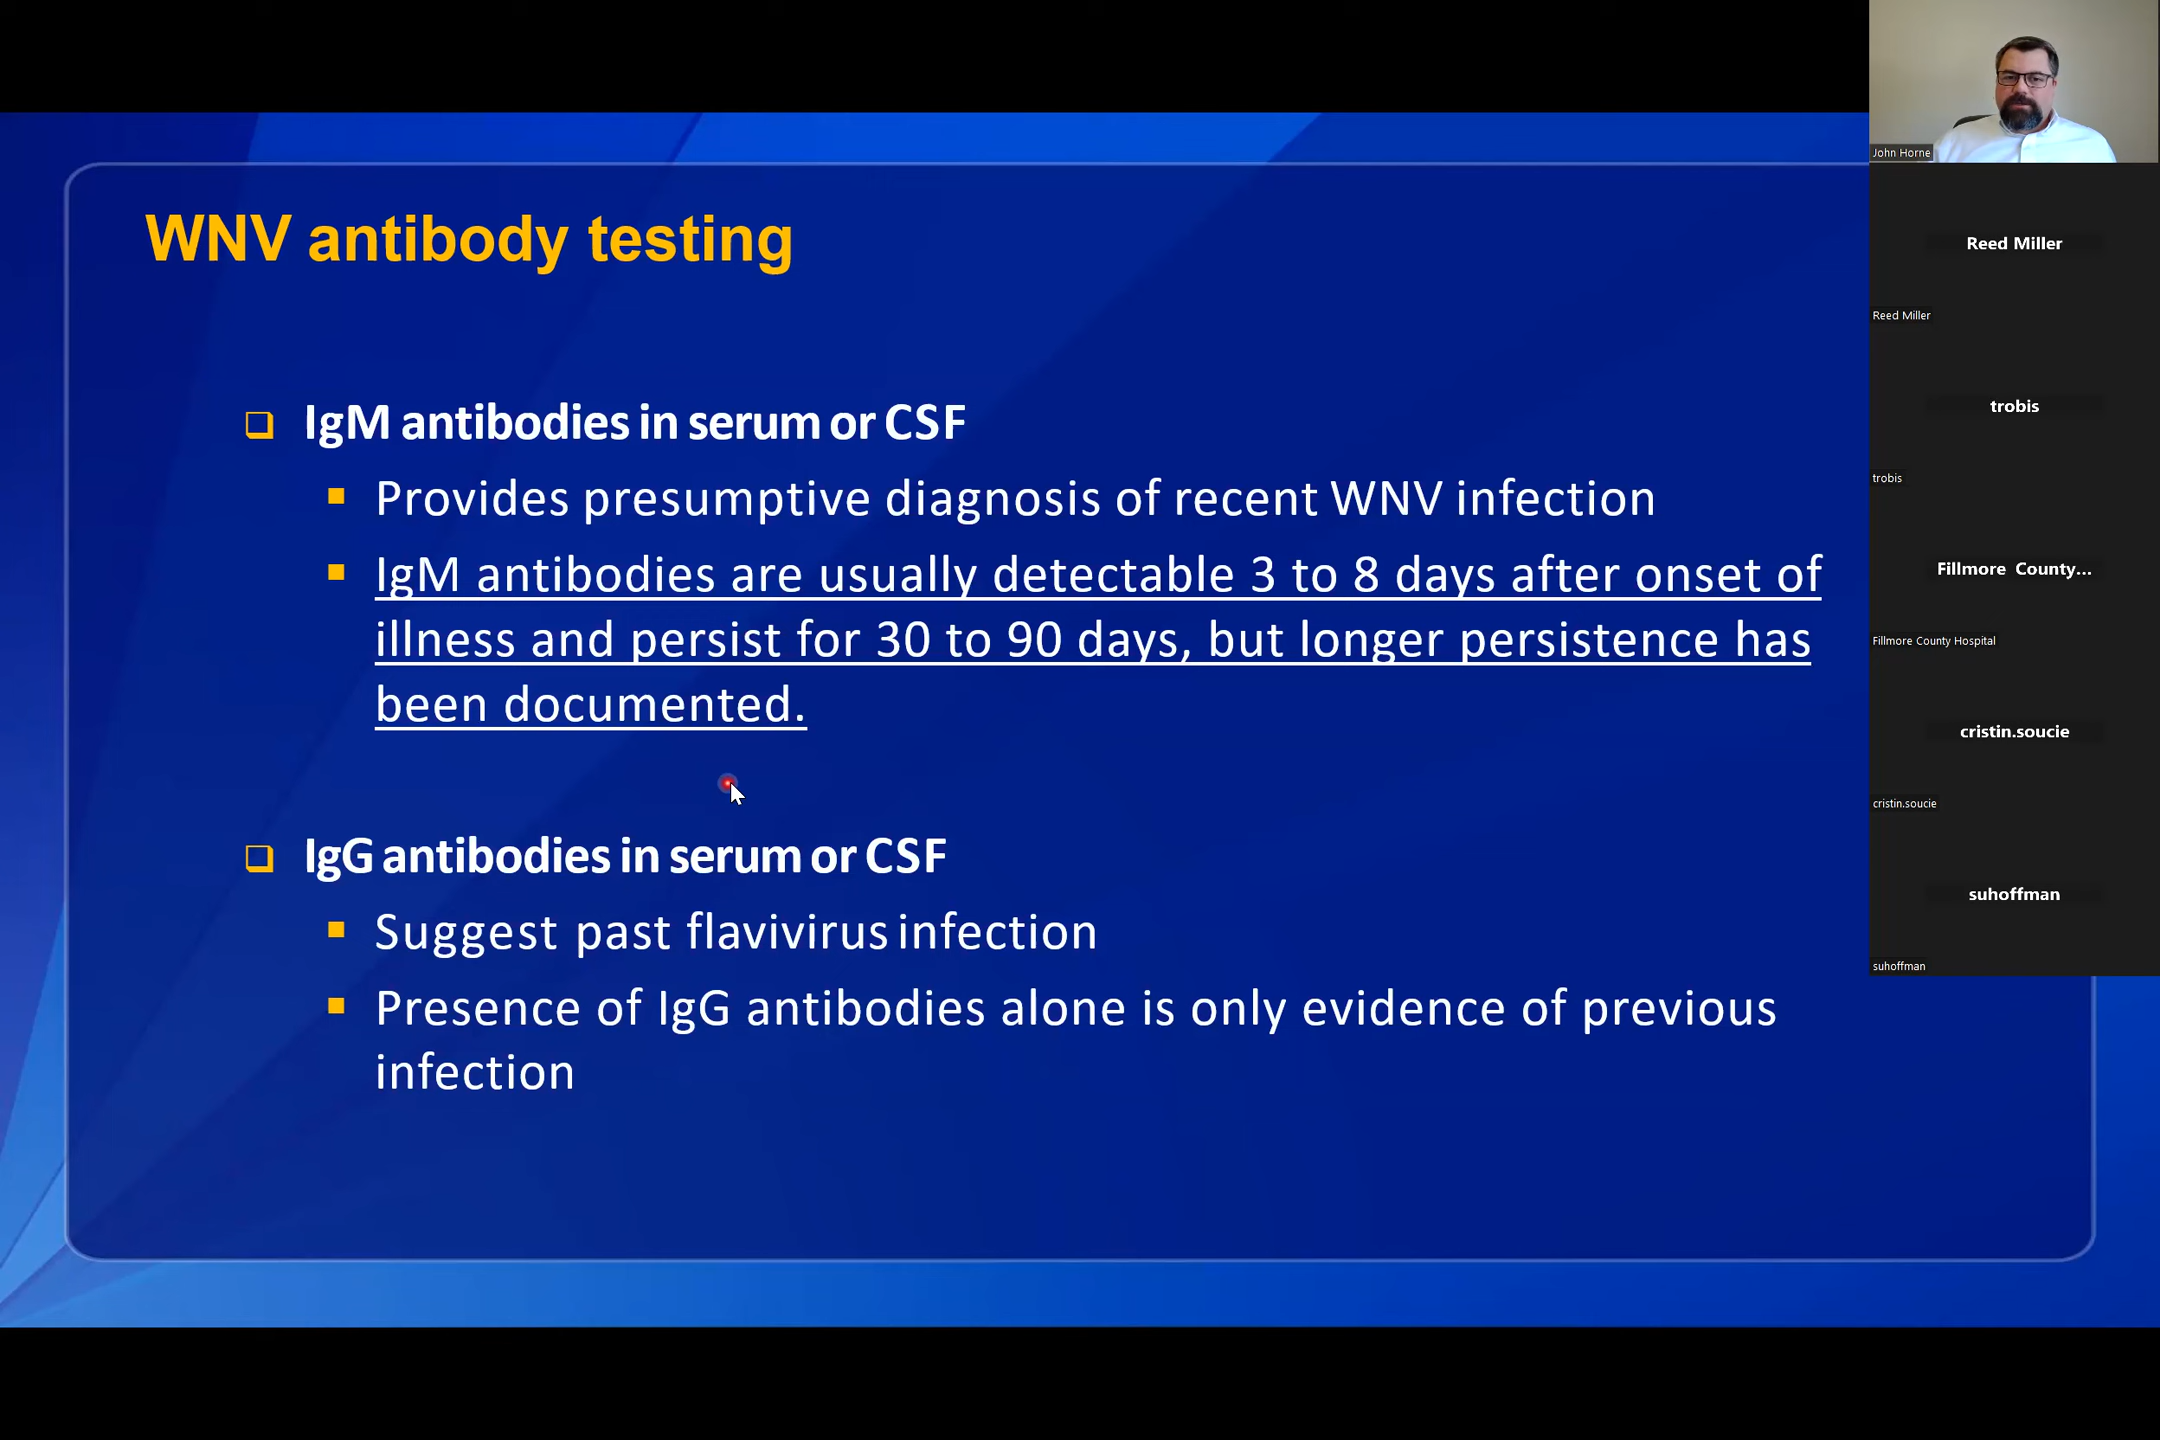 WNV antibody testing
IgM antibodies in serum or CSF
Provides presumptive diagnosis of recent WNV infection
IgM antibodies are usually detectable 3 to 8 days after onset of
illness and persist for 30 to 90 days, but longer persistence has
been documented.
IgG antibodies in serum or CSF
Suggest past flavivirus infection
Presence of IgG antibodies alone is only evidence of previous
infection
John Horne
Reed Miller
Reed Miller
trobis
trobis
Fillmore County...
Fillmore County Hospital
cristin.soucie
cristin.soucie
suhoffman
suhoffman